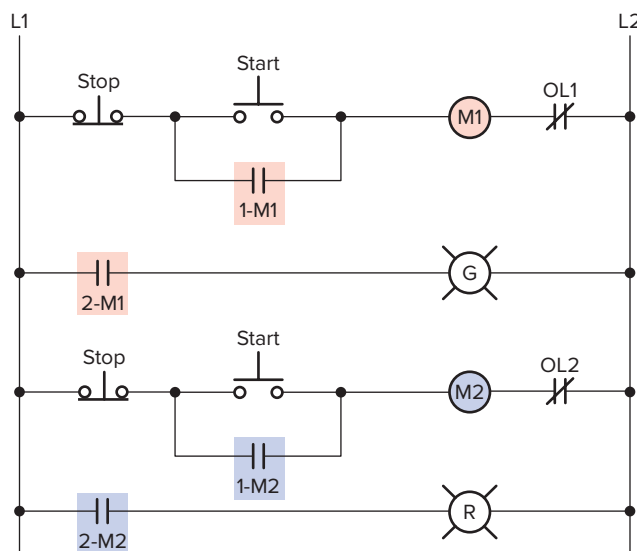 L1 L2
Start
Stop
OL1
M1
1-M1
G
2-M1
Start
Stop
OL2
M2
1-M2
R
2-M2